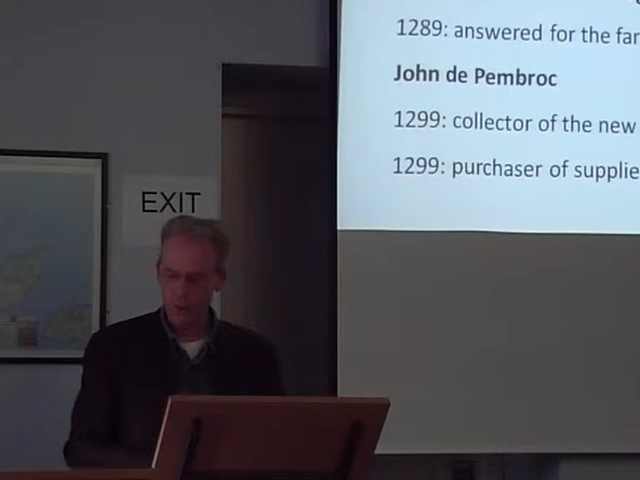 1289: answered for the far
John de Pembroc
1299: collector of the new
1299: purchaser of supplie
EXIT